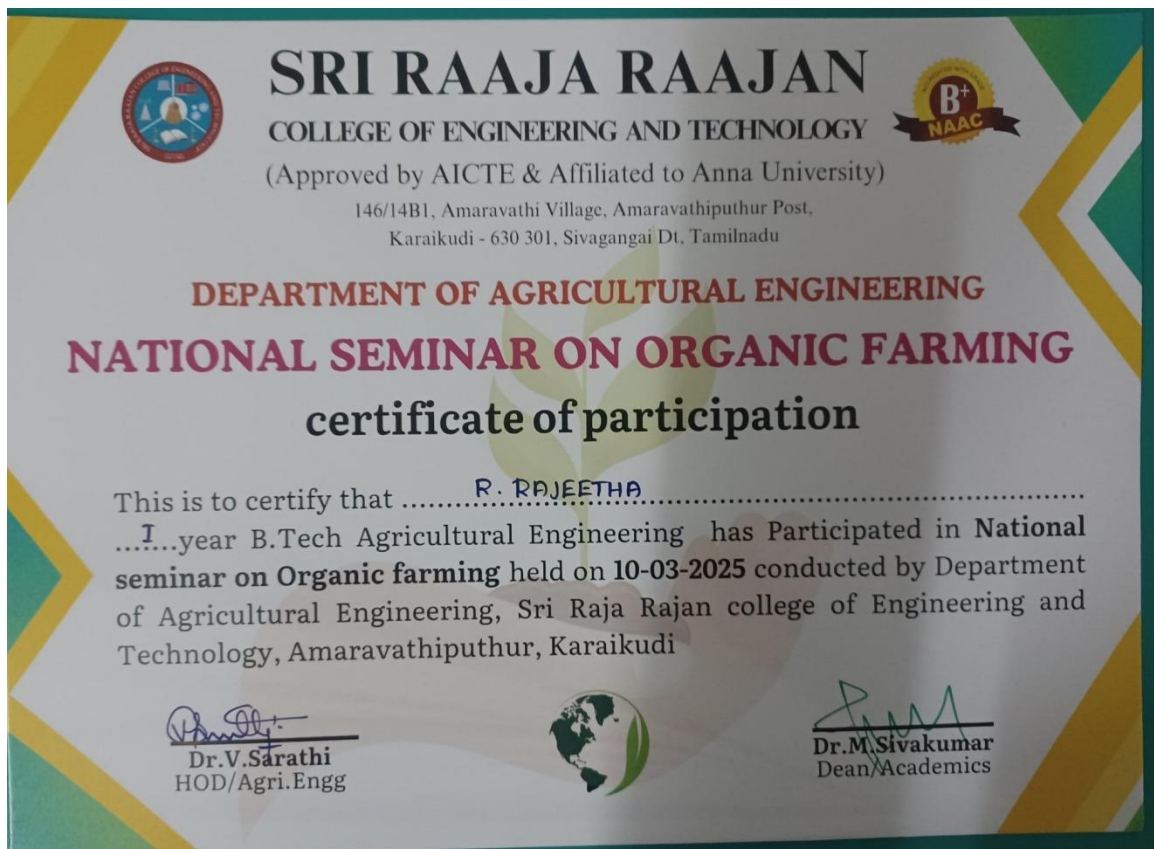 SRI RAAJA RAAJAN
COLLEGE OF ENGINEERING AND TECHNOLOGY
(Approved by AICTE & Affiliated to Anna University)
146/14B1, Amaravathi Village, Amaravathiputhur Post,
Karaikudi - 630 301, Sivagangai Dt, Tamilnadu
B+
NAAC
DEPARTMENT OF AGRICULTURAL ENGINEERING
NATIONAL SEMINAR ON ORGANIC FARMING
certificate of participation
This is to certify that ........R. RAJEETHA........
...I...year B.Tech Agricultural Engineering has Participated in National
seminar on Organic farming held on 10-03-2025 conducted by Department
of Agricultural Engineering, Sri Raja Rajan college of Engineering and
Technology, Amaravathiputhur, Karaikudi
Dr.V.Sarathi
HOD/Agri.Engg
Dr.M.Sivakumar
Dean/Academics